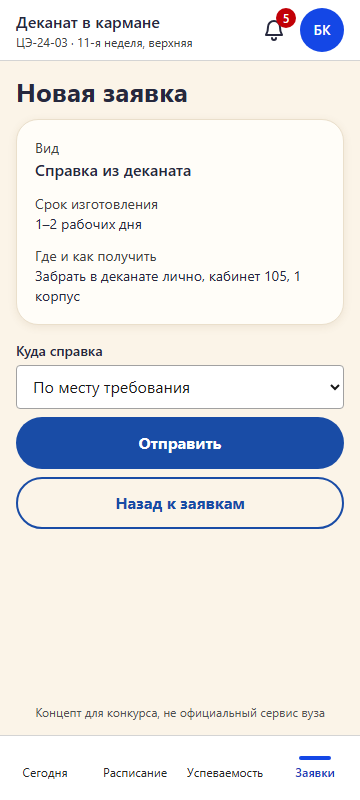 Деканат в кармане
ЦЭ-24-03 · 11-я неделя, верхняя
5
БК
Новая заявка
Вид
Справка из деканата
Срок изготовления
1–2 рабочих дня
Где и как получить
Забрать в деканате лично, кабинет 105, 1
корпус
Куда справка
По месту требования
Отправить
Назад к заявкам
Концепт для конкурса, не официальный сервис вуза
Сегодня
Расписание
Успеваемость
Заявки